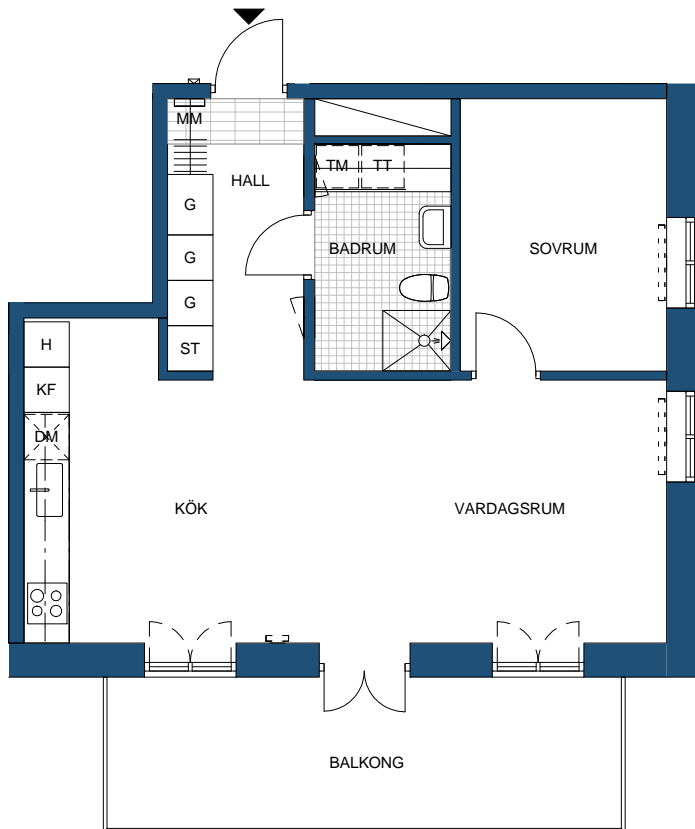 MM
HALL
TM
TT
G
G
G
ST
BADRUM
SOVRUM
H
KF
DM
KÖK
VARDAGSRUM
BALKONG